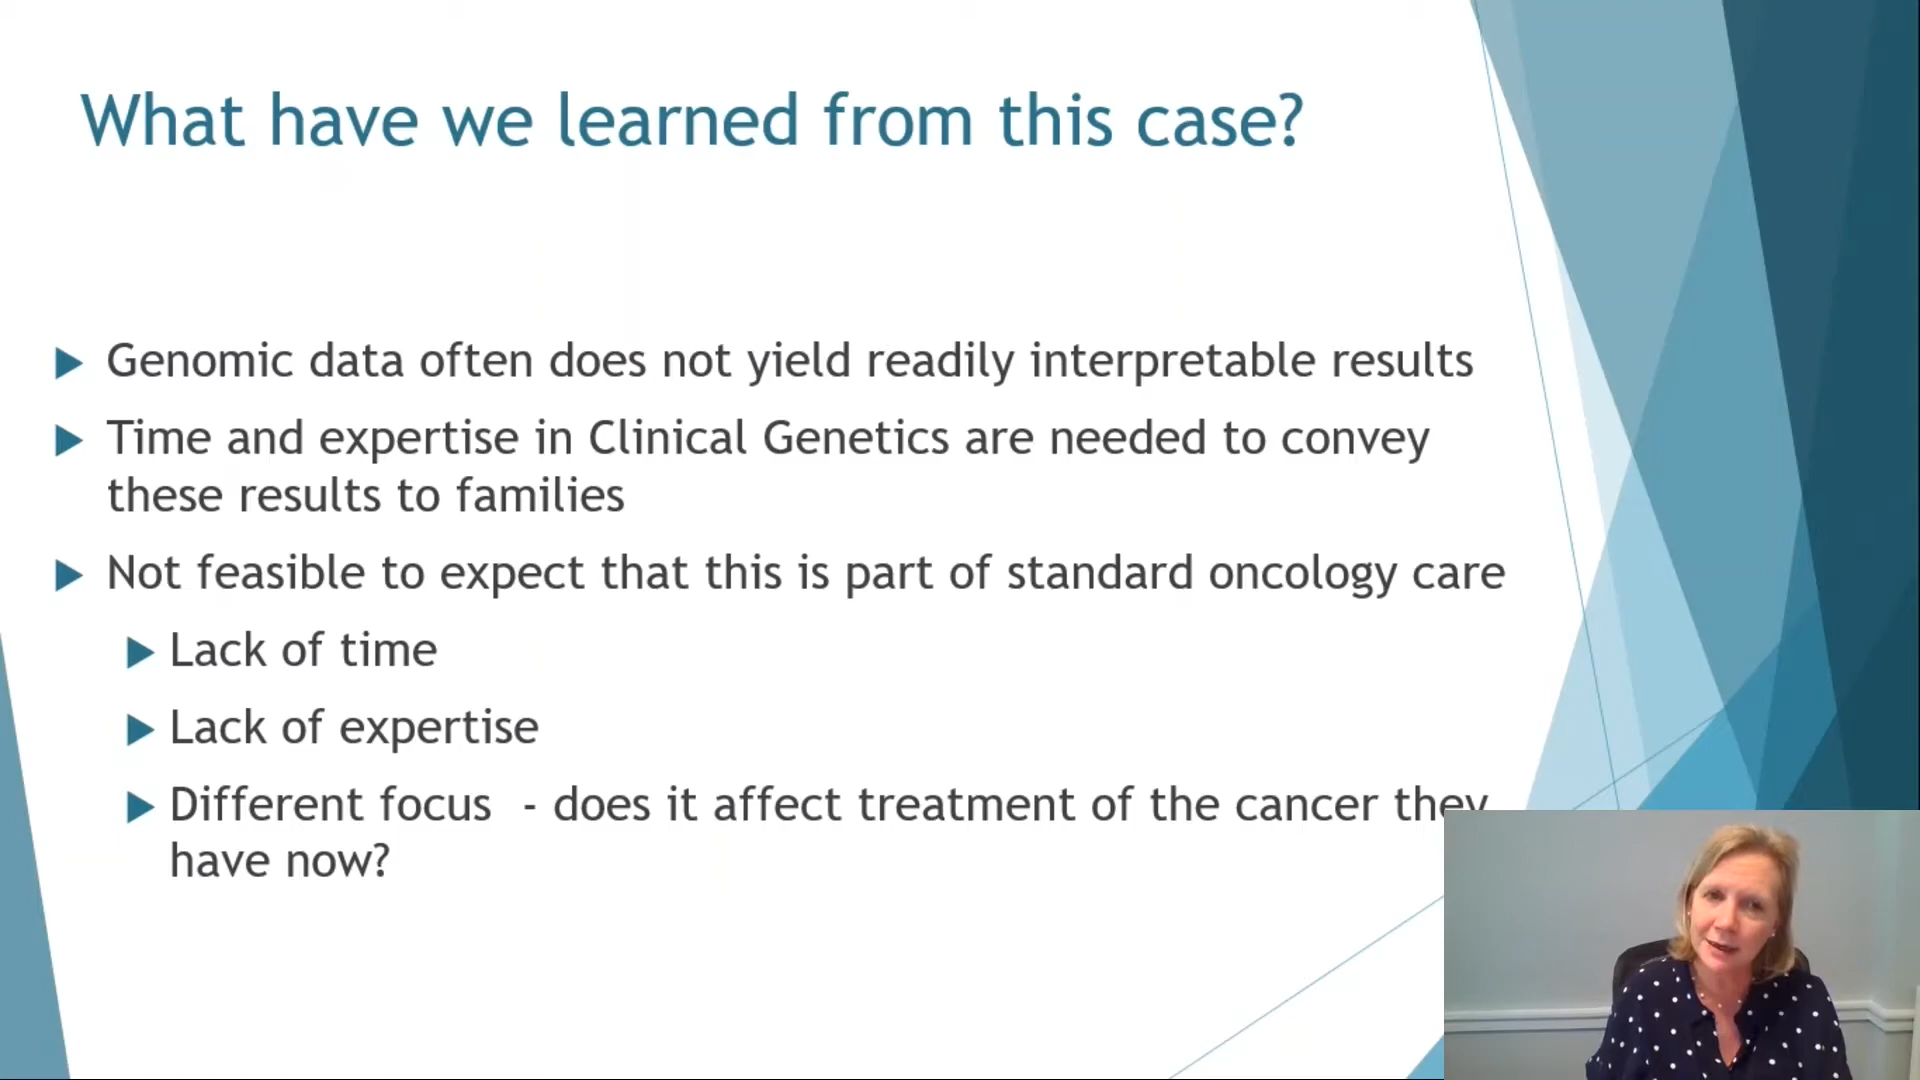 What have we learned from this case?
Genomic data often does not yield readily interpretable results
Time and expertise in Clinical Genetics are needed to convey
these results to families
Not feasible to expect that this is part of standard oncology care
Lack of time
Lack of expertise
Different focus - does it affect treatment of the cancer they
have now?